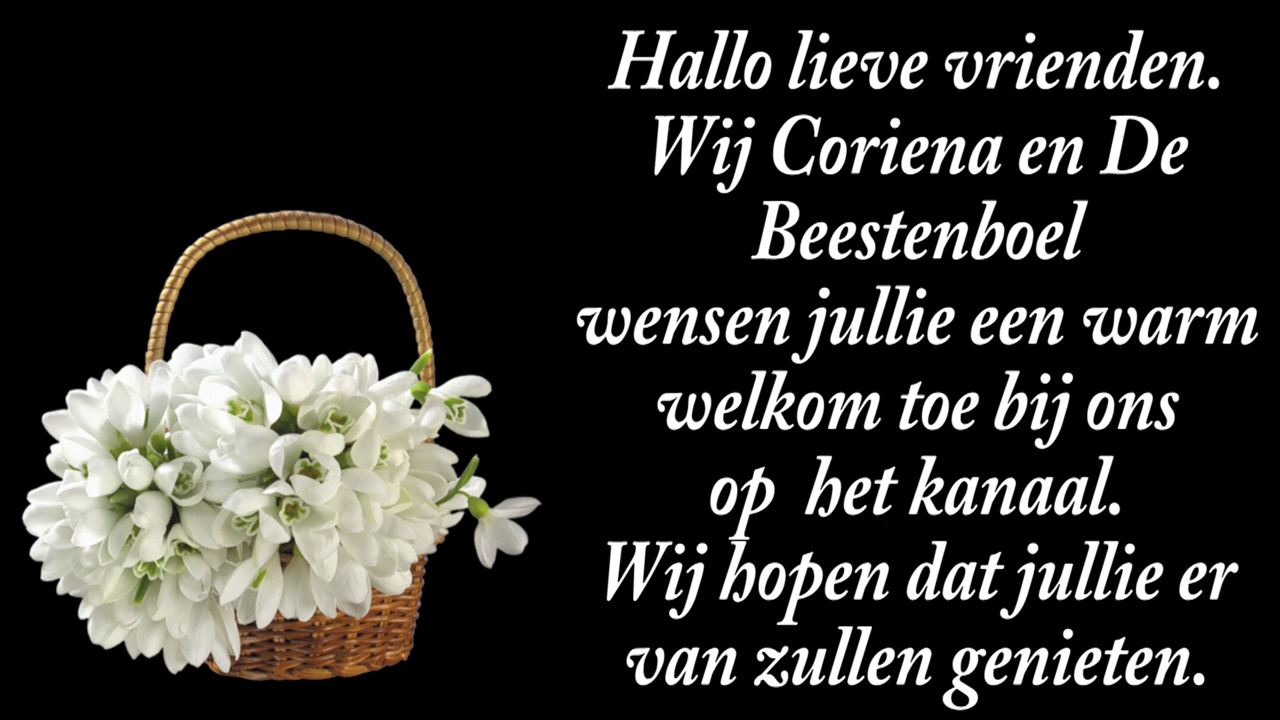 Hallo lieve vrienden.
Wij Coriena en De
Beestenboel
wensen jullie een warm
welkom toe bij ons
op het kanaal.
Wij hopen dat jullie er
van zullen genieten.